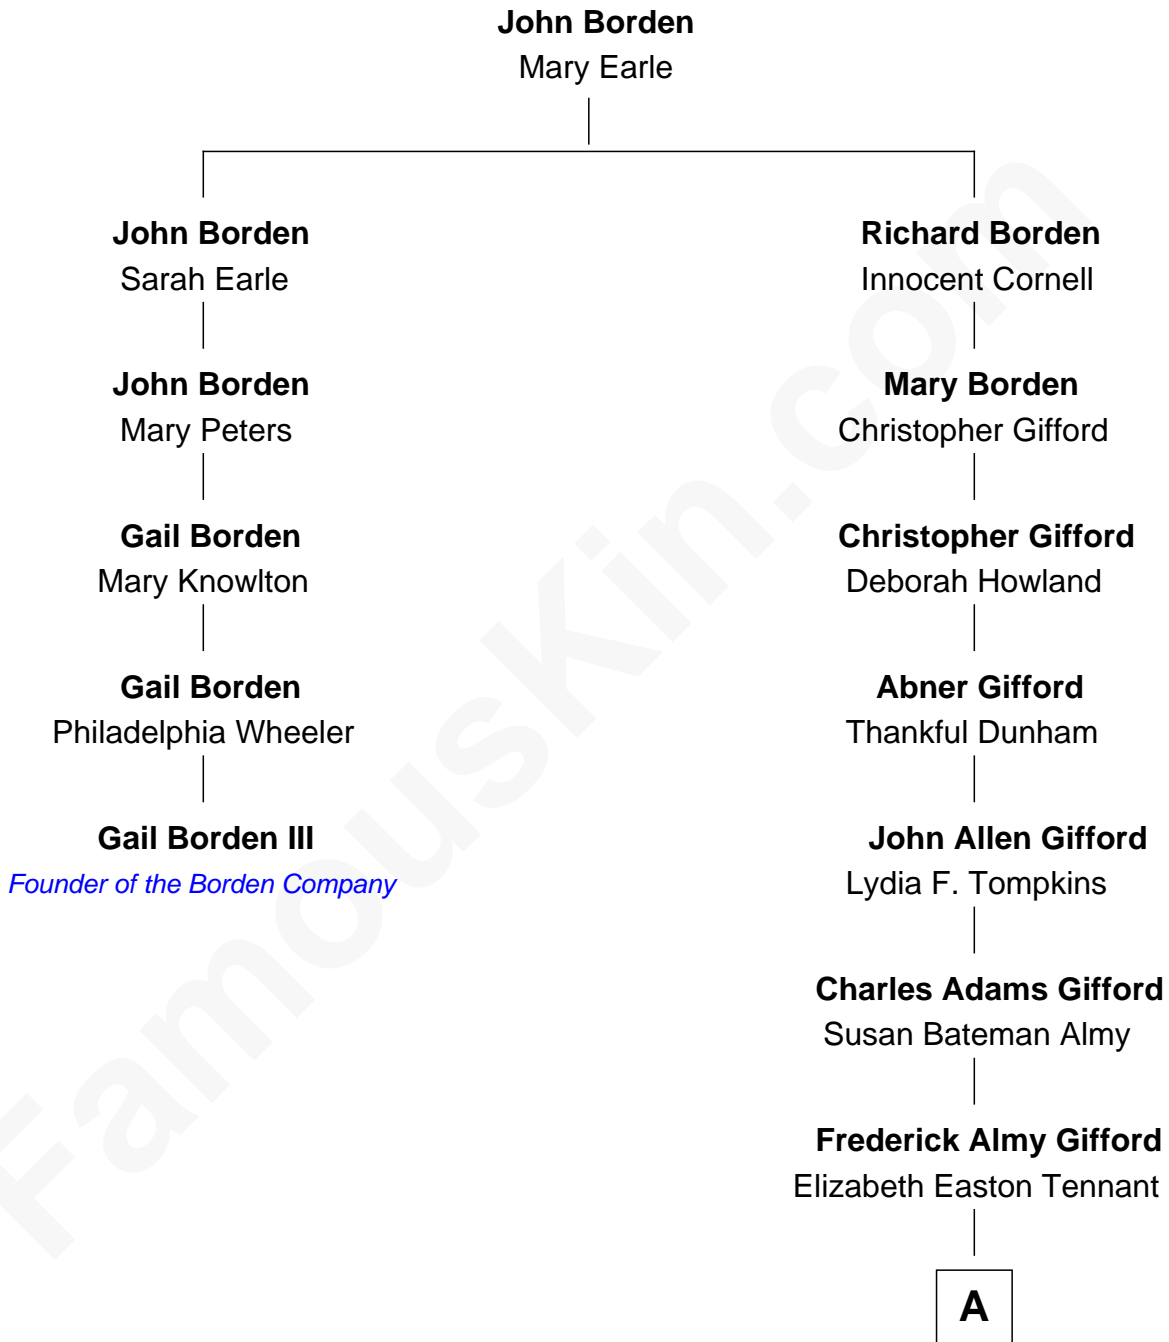 John Borden
Mary Earle
John Borden
Sarah Earle
John Borden
Mary Peters
Gail Borden
Mary Knowlton
Gail Borden
Philadelphia Wheeler
Gail Borden III
Founder of the Borden Company
Richard Borden
Innocent Cornell
Mary Borden
Christopher Gifford
Christopher Gifford
Deborah Howland
Abner Gifford
Thankful Dunham
John Allen Gifford
Lydia F. Tompkins
Charles Adams Gifford
Susan Bateman Almy
Frederick Almy Gifford
Elizabeth Easton Tennant
A
FamousKin.com